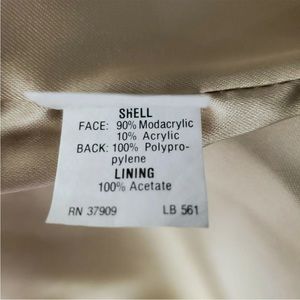 SHELL
FACE: 90% Modacrylic
10% Acrylic
BACK: 100% Polypro-
pylene
LINING
100% Acetate
RN 37909 LB 561